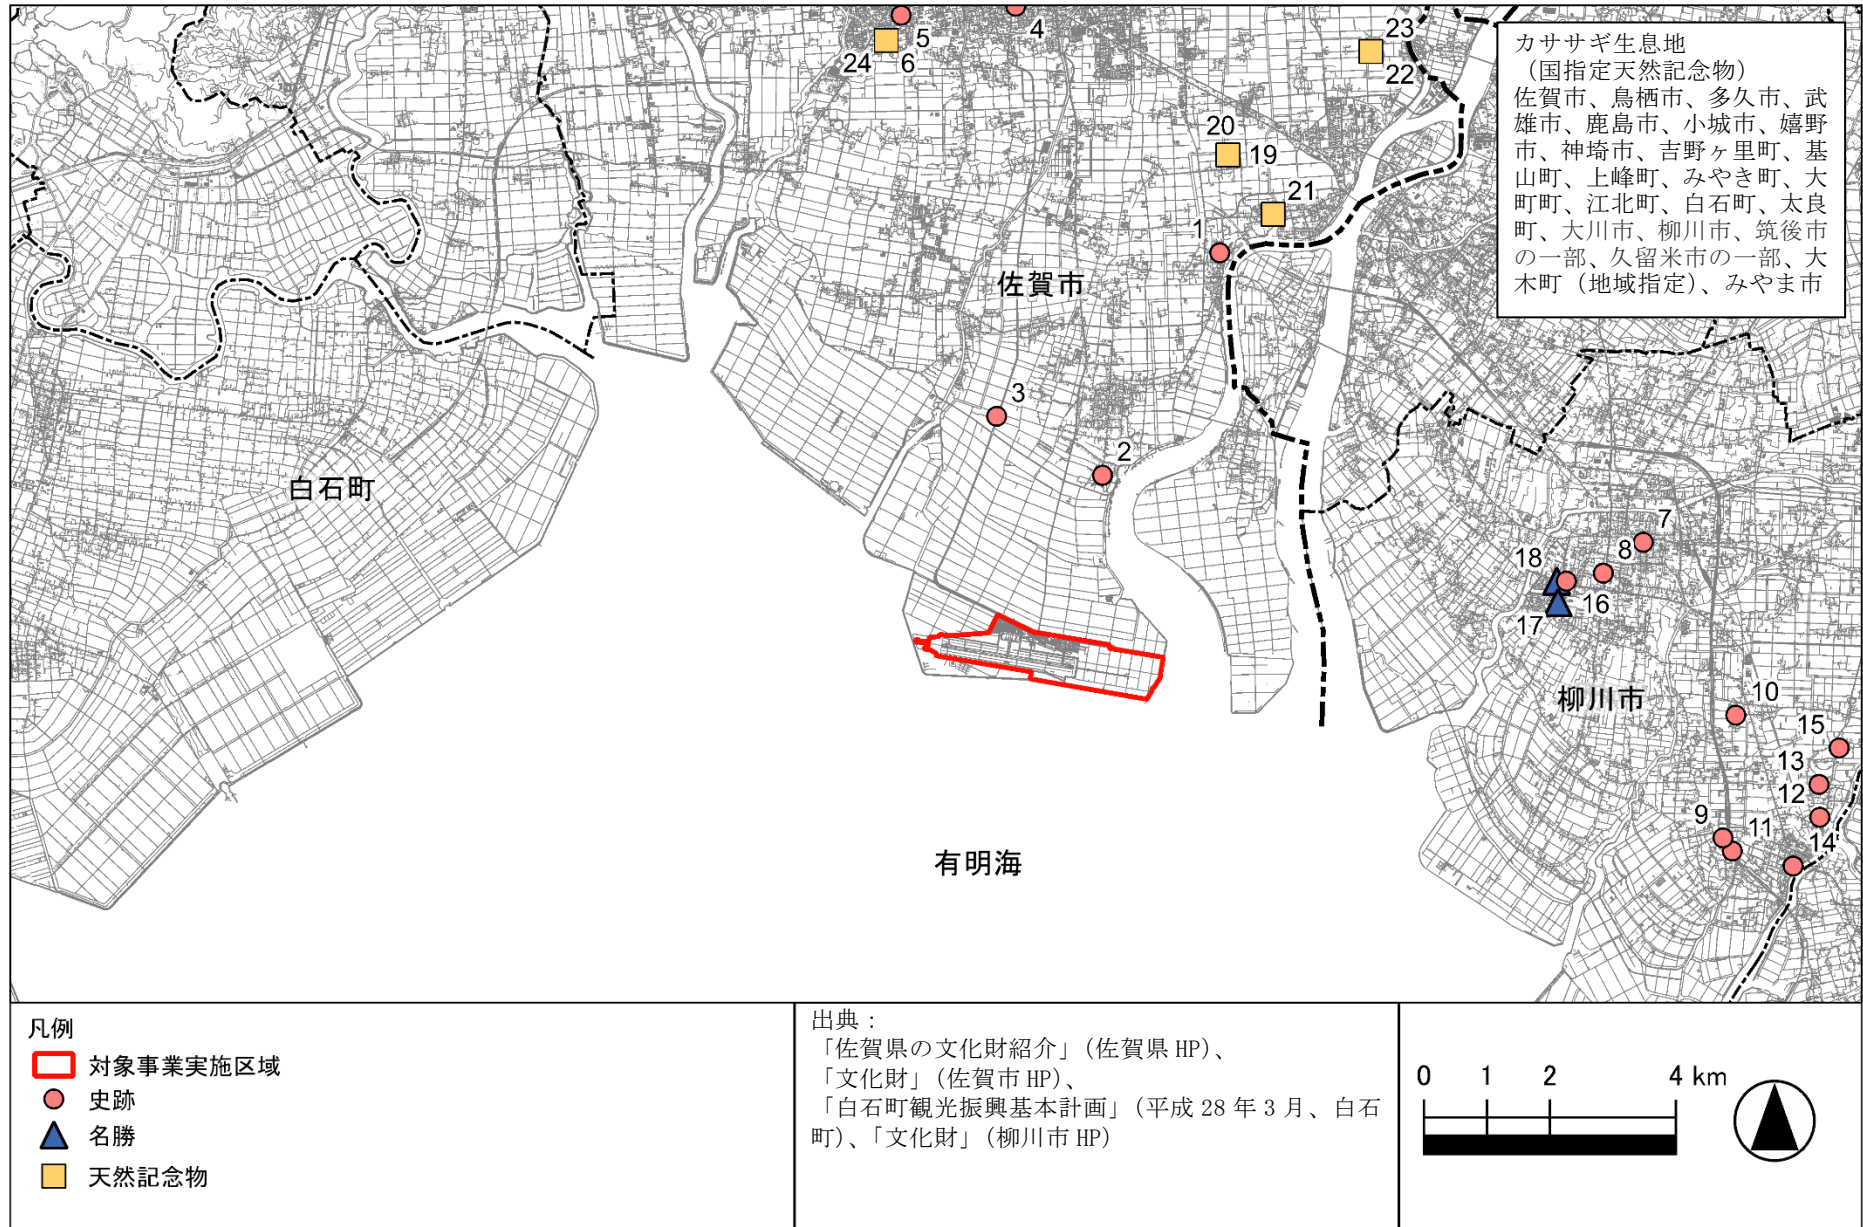 カササギ生息地
（国指定天然記念物）
佐賀市、鳥栖市、多久市、武
雄市、鹿島市、小城市、嬉野
市、神埼市、吉野ヶ里町、基
山町、上峰町、みやき町、大
町町、江北町、白石町、太良
町、大川市、柳川市、筑後市
の一部、久留米市の一部、大
木町（地域指定）、みやま市
5
4
24
6
23
22
20
19
21
1
佐賀市
3
2
白石町
7
8
18
16
17
柳川市
10
15
13
12
9
11
14
有明海
凡例
対象事業実施区域
史跡
名勝
天然記念物
出典：
「佐賀県の文化財紹介」（佐賀県 HP）、
「文化財」（佐賀市 HP）、
「白石町観光振興基本計画」（平成 28 年 3 月、白石
町）、「文化財」（柳川市 HP）
0 1 2 4 km